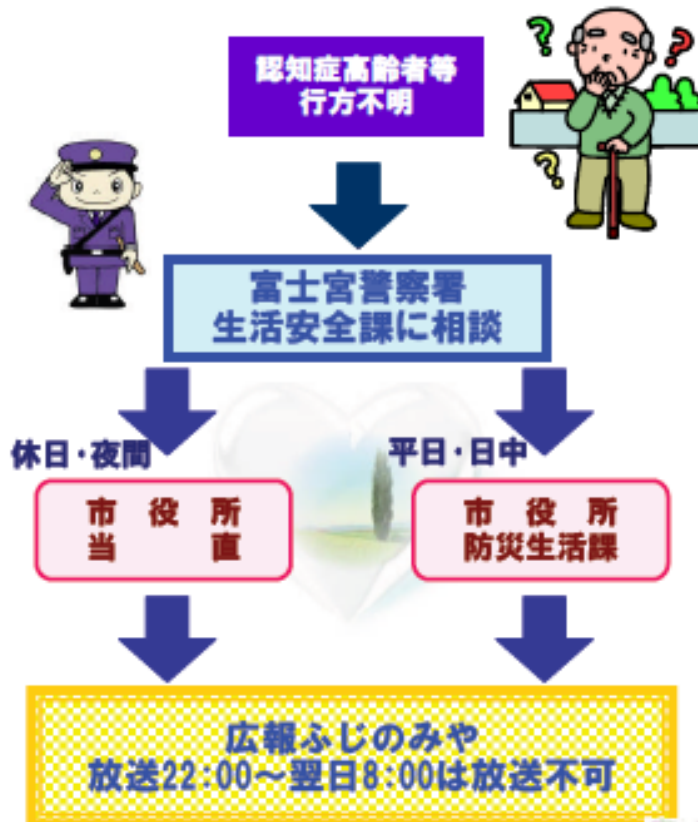 認知症高齢者等
行方不明
富士宮警察署
生活安全課に相談
休日・夜間
平日・日中
市役所
当直
市役所
防災生活課
広報ふじのみや
放送22:00～翌日8:00は放送不可